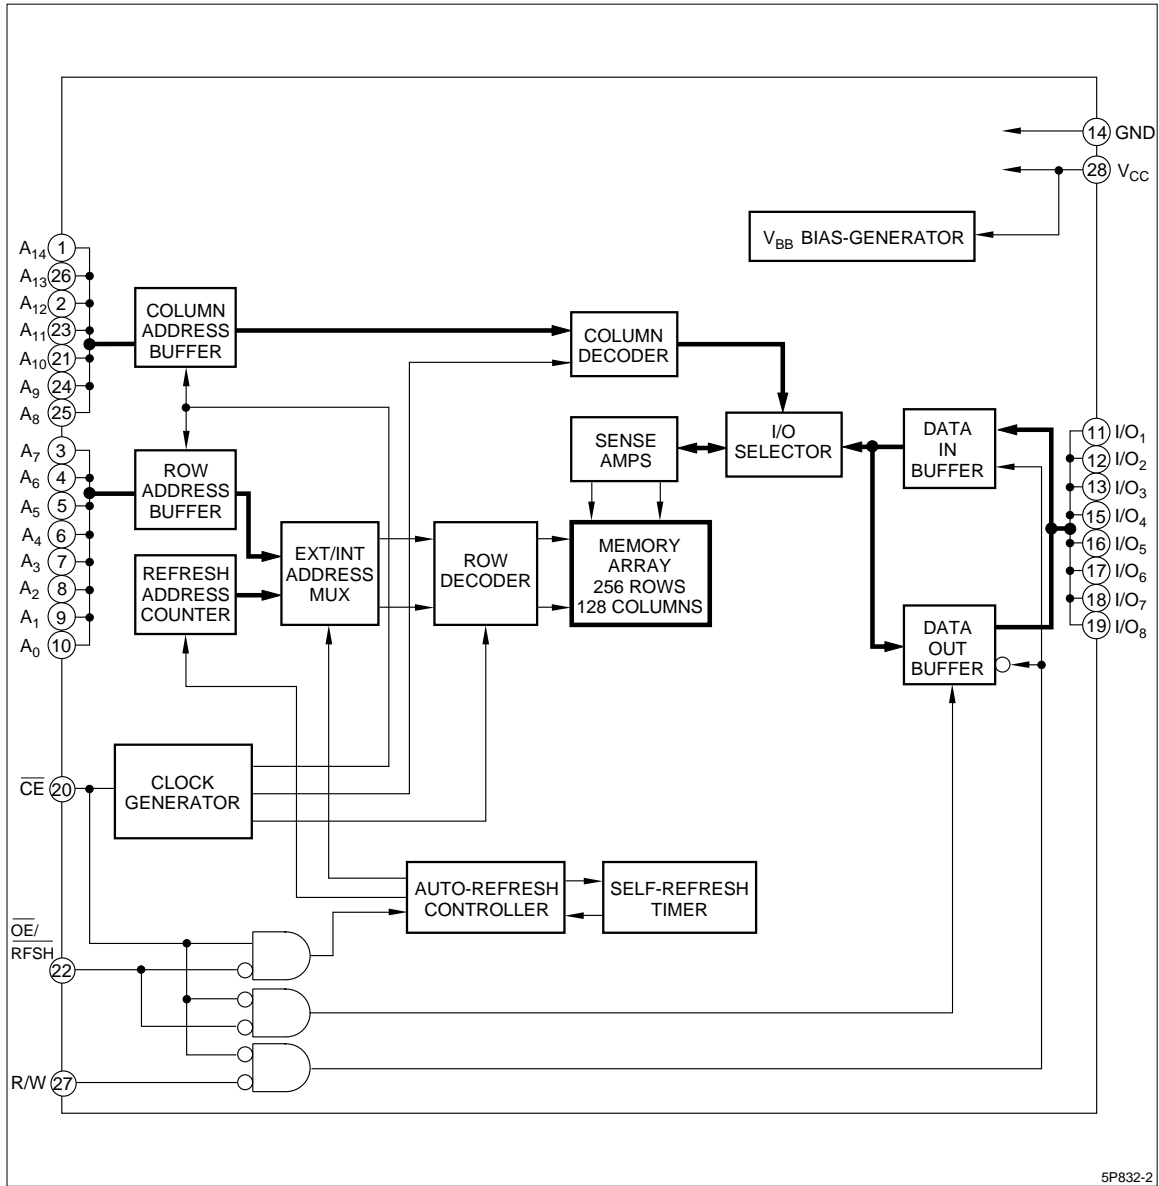 14 GND
28 VCC
VBB BIAS-GENERATOR
A14 1
A13 26
A12 2
A11 23
A10 21
A9 24
A8 25
COLUMN
ADDRESS
BUFFER
COLUMN
DECODER
A7 3
A6 4
A5 5
A4 6
A3 7
A2 8
A1 9
A0 10
ROW
ADDRESS
BUFFER
REFRESH
ADDRESS
COUNTER
EXT/INT
ADDRESS
MUX
ROW
DECODER
SENSE
AMPS
MEMORY
ARRAY
256 ROWS
128 COLUMNS
I/O
SELECTOR
DATA
IN
BUFFER
DATA
OUT
BUFFER
11 I/O1
12 I/O2
13 I/O3
15 I/O4
16 I/O5
17 I/O6
18 I/O7
19 I/O8
CE 20
CLOCK
GENERATOR
AUTO-REFRESH
CONTROLLER
SELF-REFRESH
TIMER
OE/
RFSH
22
R/W 27
5P832-2